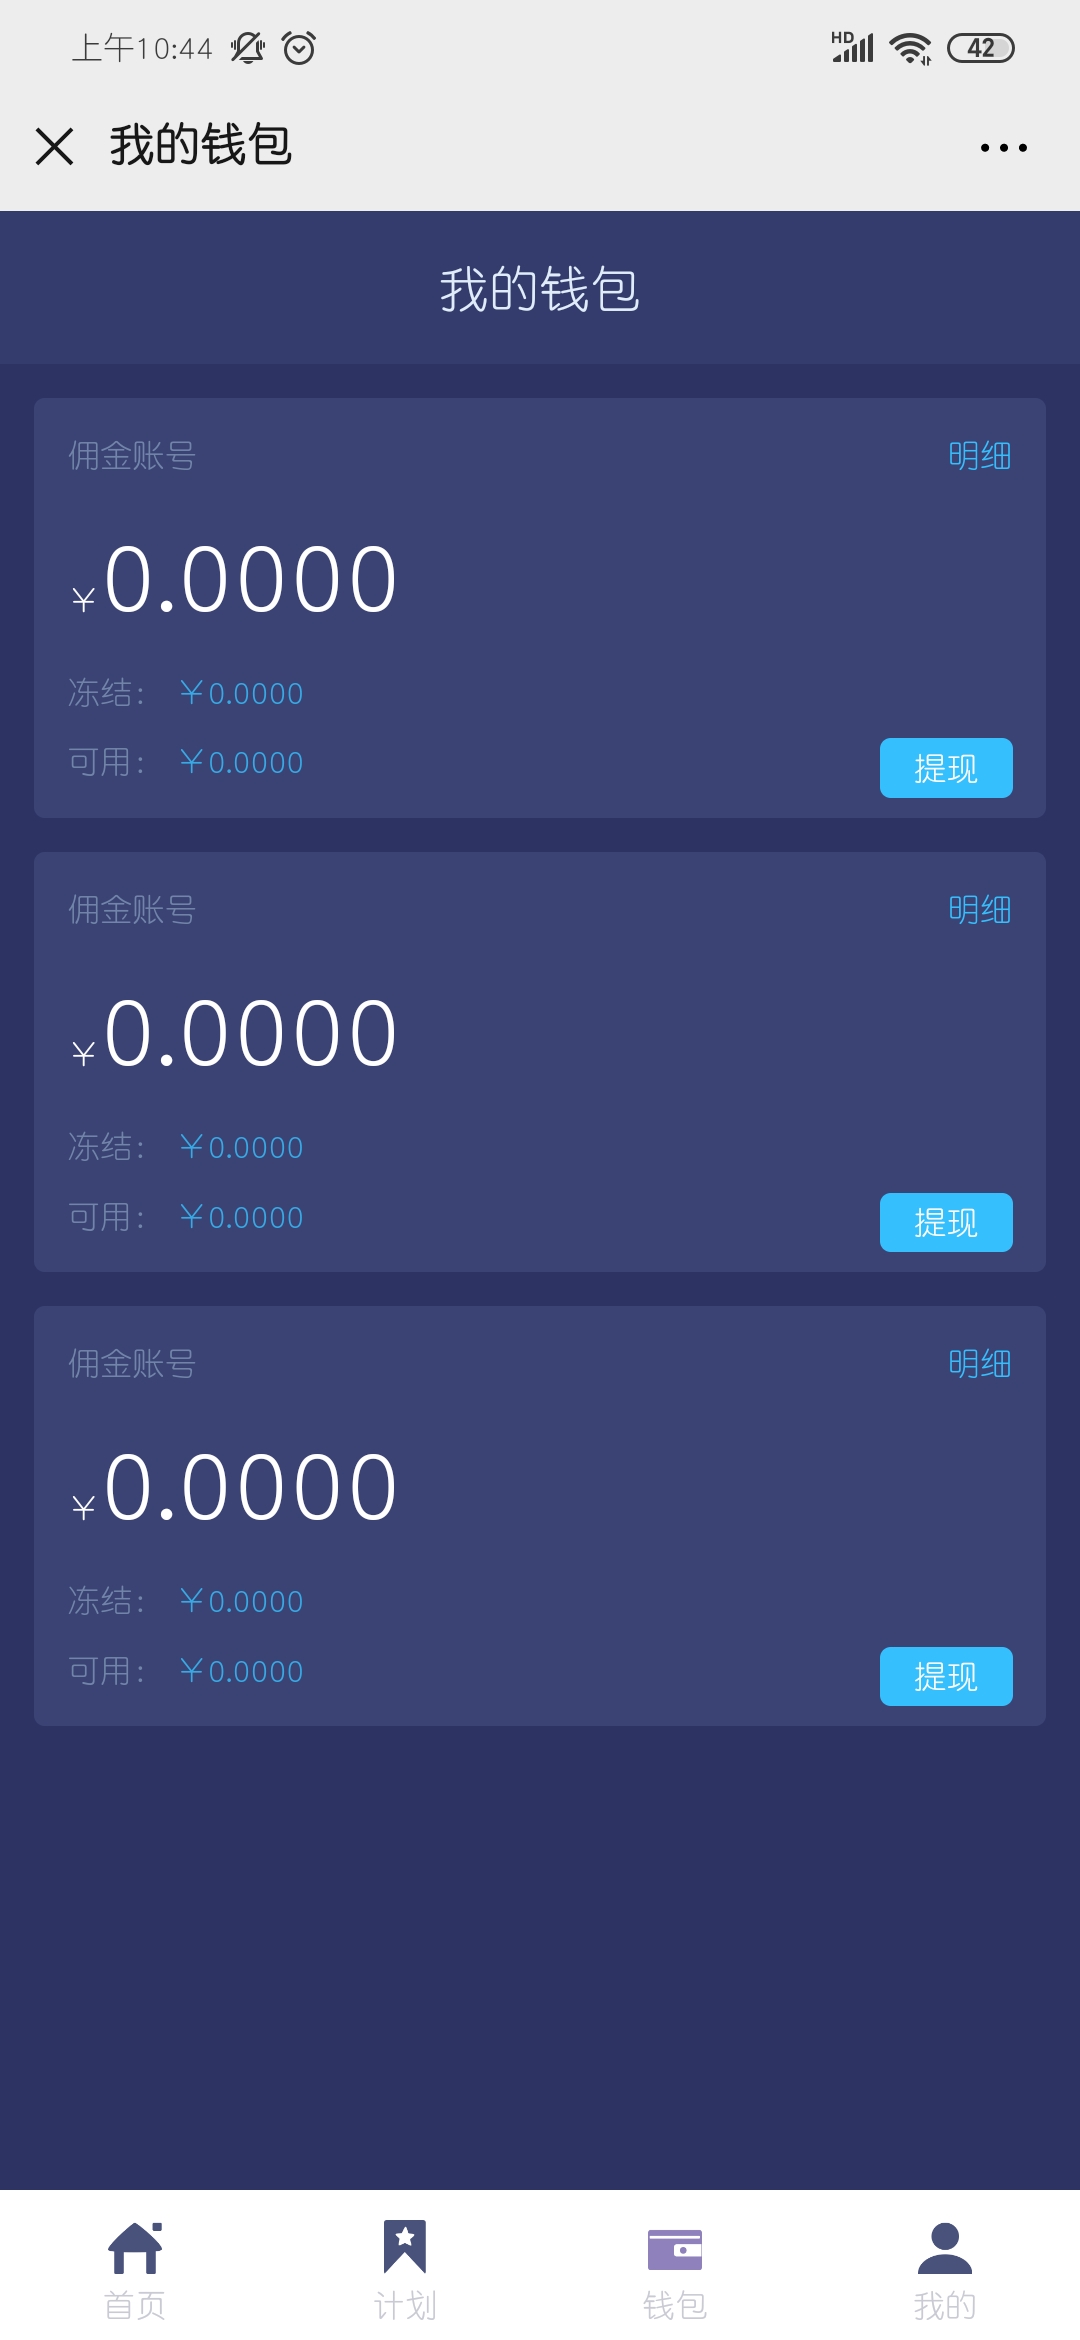 上午10:44 HD 42
我的钱包
我的钱包
佣金账号 明细
¥0.0000
冻结： ¥0.0000
可用： ¥0.0000 提现
佣金账号 明细
¥0.0000
冻结： ¥0.0000
可用： ¥0.0000 提现
佣金账号 明细
¥0.0000
冻结： ¥0.0000
可用： ¥0.0000 提现
首页 计划 钱包 我的